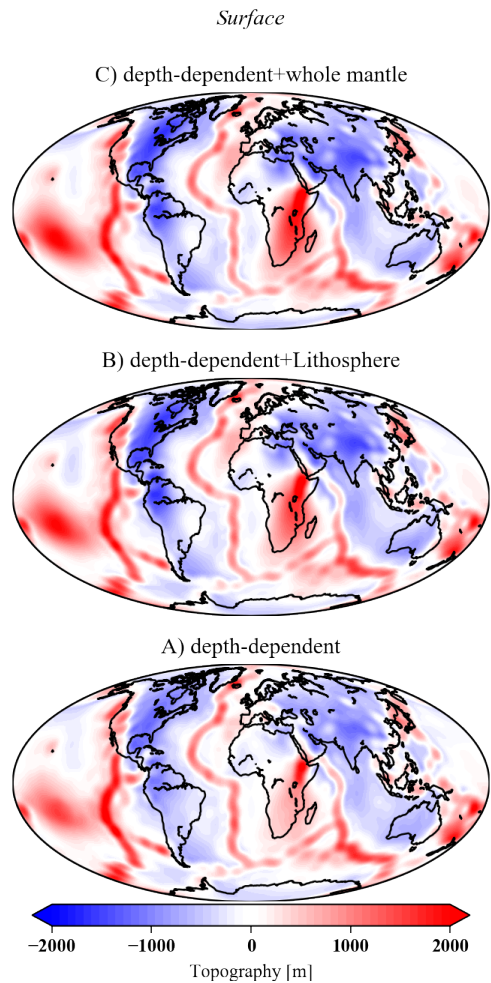 Surface
C) depth-dependent+whole mantle
B) depth-dependent+Lithosphere
A) depth-dependent
−2000 −1000 0 1000 2000
Topography [m]